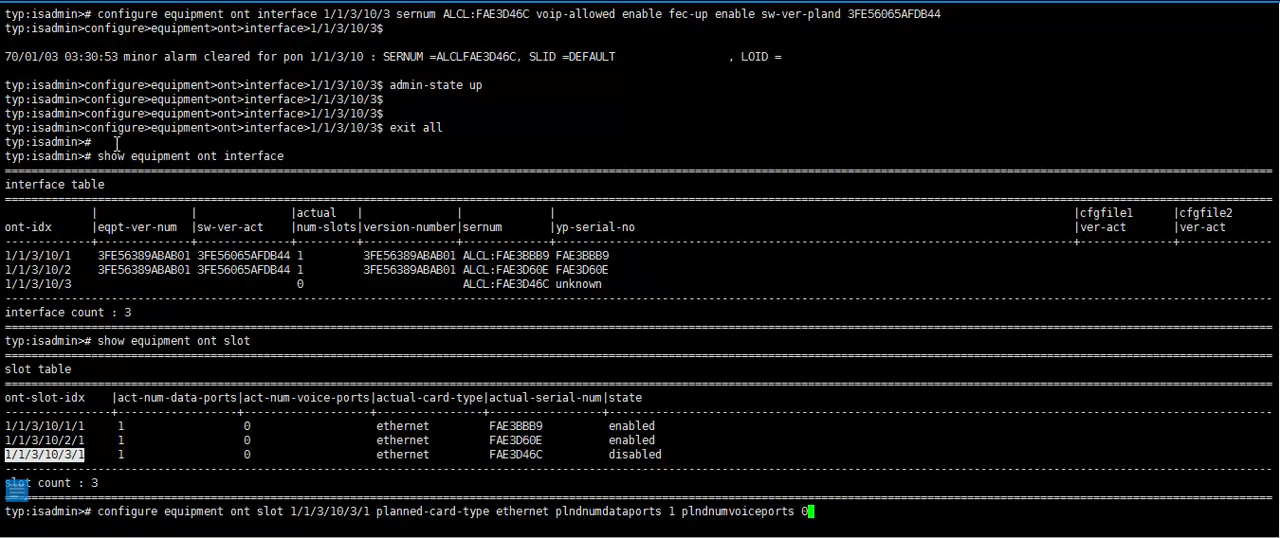 typ:isadmin># configure equipment ont interface 1/1/3/10/3 sernum ALCL:FAE3D46C voip-allowed enable fec-up enable sw-ver-pland 3FE56065AFDB44
typ:isadmin>configure>equipment>ont>interface>1/1/3/10/3$
70/01/03 03:30:53 minor alarm cleared for pon 1/1/3/10 : SERNUM =ALCLFAE3D46C, SLID =DEFAULT , LOID =
typ:isadmin>configure>equipment>ont>interface>1/1/3/10/3$ admin-state up
typ:isadmin>configure>equipment>ont>interface>1/1/3/10/3$
typ:isadmin>configure>equipment>ont>interface>1/1/3/10/3$
typ:isadmin>configure>equipment>ont>interface>1/1/3/10/3$ exit all
typ:isadmin>#
typ:isadmin># show equipment ont interface
interface table
| | |actual | | | |cfgfile1 |cfgfile2
ont-idx |eqpt-ver-num |sw-ver-act |num-slots|version-number|sernum |yp-serial-no |ver-act |ver-act
1/1/3/10/1 3FE56389ABAB01 3FE56065AFDB44 1 3FE56389ABAB01 ALCL:FAE3BBB9 FAE3BBB9
1/1/3/10/2 3FE56389ABAB01 3FE56065AFDB44 1 3FE56389ABAB01 ALCL:FAE3D60E FAE3D60E
1/1/3/10/3 0 ALCL:FAE3D46C unknown
interface count : 3
typ:isadmin># show equipment ont slot
slot table
ont-slot-idx |act-num-data-ports|act-num-voice-ports|actual-card-type|actual-serial-num|state
1/1/3/10/1/1 1 0 ethernet FAE3BBB9 enabled
1/1/3/10/2/1 1 0 ethernet FAE3D60E enabled
1/1/3/10/3/1 1 0 ethernet FAE3D46C disabled
slot count : 3
typ:isadmin># configure equipment ont slot 1/1/3/10/3/1 planned-card-type ethernet plndnumdataports 1 plndnumvoiceports 0